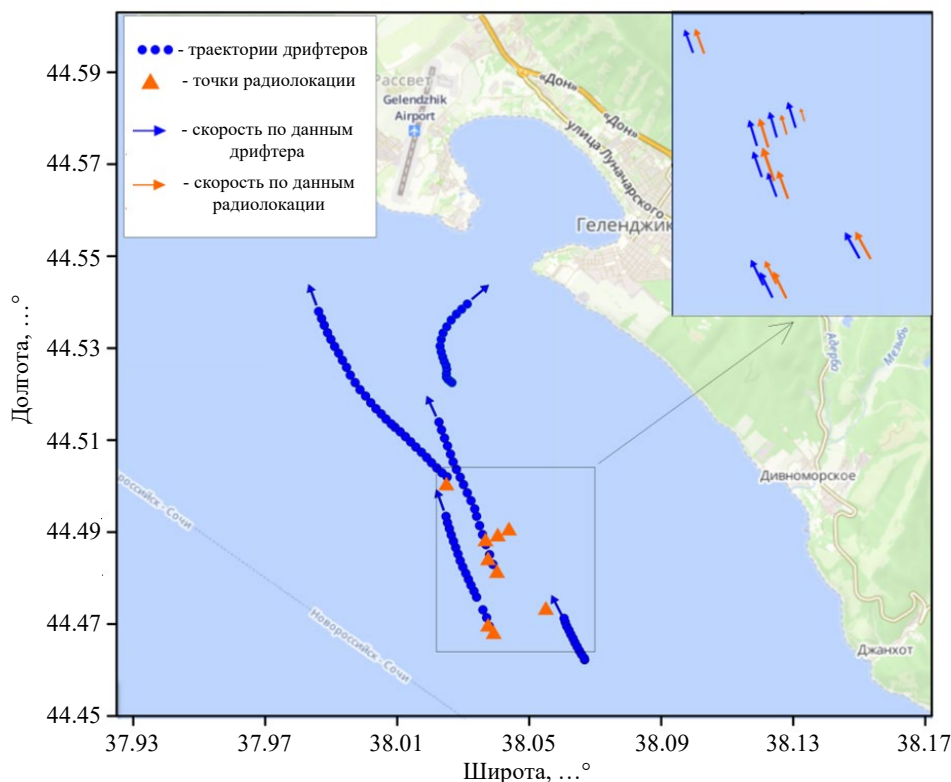 - траектории дрифтеров
- точки радиолокации
- скорость по данным
дрифтера
- скорость по данным
радиолокации
Рассвет
Gelendzhik
Airport
«Дон»
«Дон»
улица Луначарского
Геленджик
Адербо
Мезыбь
Дивноморское
Джанхот
российск - Сочи
Новороссийск - Сочи
44.59
44.57
44.55
44.53
44.51
44.49
44.47
44.45
Долгота, ...°
37.93
37.97
38.01
38.05
38.09
38.13
38.17
Широта, ...°